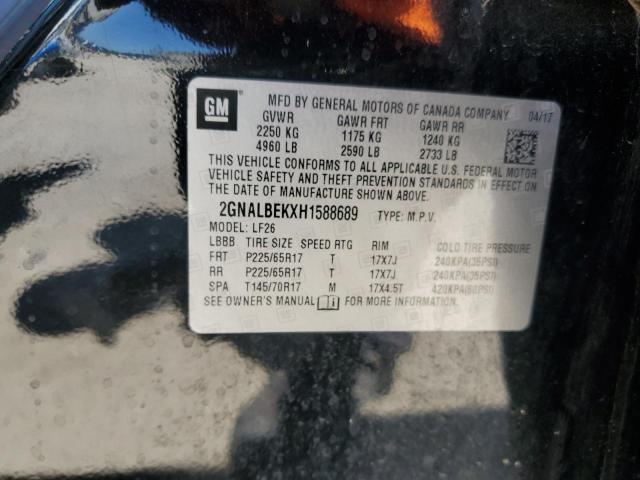 GM
MFD BY GENERAL MOTORS OF CANADA COMPANY 04/17
GVWR GAWR FRT GAWR RR
2250 KG 1175 KG 1240 KG
4960 LB 2590 LB 2733 LB
THIS VEHICLE CONFORMS TO ALL APPLICABLE U.S. FEDERAL MOTOR
VEHICLE SAFETY AND THEFT PREVENTION STANDARDS IN EFFECT ON
THE DATE OF MANUFACTURE SHOWN ABOVE.
2GNALBEKXH1588689 TYPE: M.P.V.
MODEL: LF26
LBBB TIRE SIZE SPEED RTG RIM COLD TIRE PRESSURE
FRT P225/65R17 T 17X7J 240KPA(35PSI)
RR P225/65R17 T 17X7J 240KPA(35PSI)
SPA T145/70R17 M 17X4.5T 420KPA(60PSI)
SEE OWNER'S MANUAL FOR MORE INFORMATION.